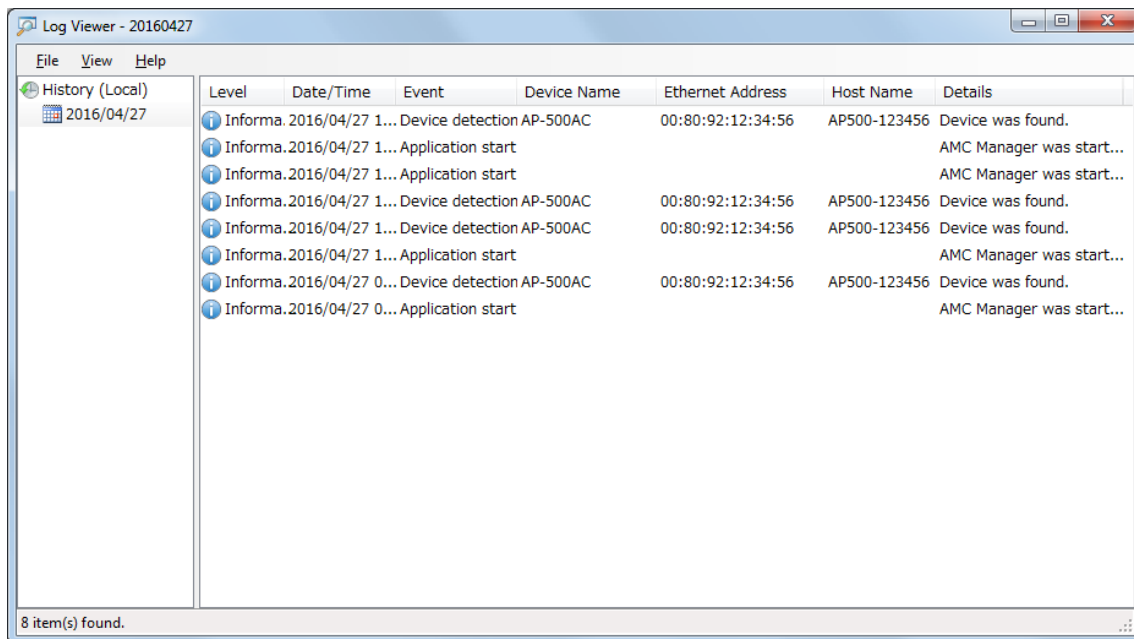 Log Viewer - 20160427
File View Help
History (Local)
2016/04/27
Level Date/Time Event Device Name Ethernet Address Host Name Details
Informa. 2016/04/27 1... Device detection AP-500AC 00:80:92:12:34:56 AP500-123456 Device was found.
Informa. 2016/04/27 1... Application start AMC Manager was start...
Informa. 2016/04/27 1... Application start AMC Manager was start...
Informa. 2016/04/27 1... Device detection AP-500AC 00:80:92:12:34:56 AP500-123456 Device was found.
Informa. 2016/04/27 1... Device detection AP-500AC 00:80:92:12:34:56 AP500-123456 Device was found.
Informa. 2016/04/27 1... Application start AMC Manager was start...
Informa. 2016/04/27 0... Device detection AP-500AC 00:80:92:12:34:56 AP500-123456 Device was found.
Informa. 2016/04/27 0... Application start AMC Manager was start...
8 item(s) found.